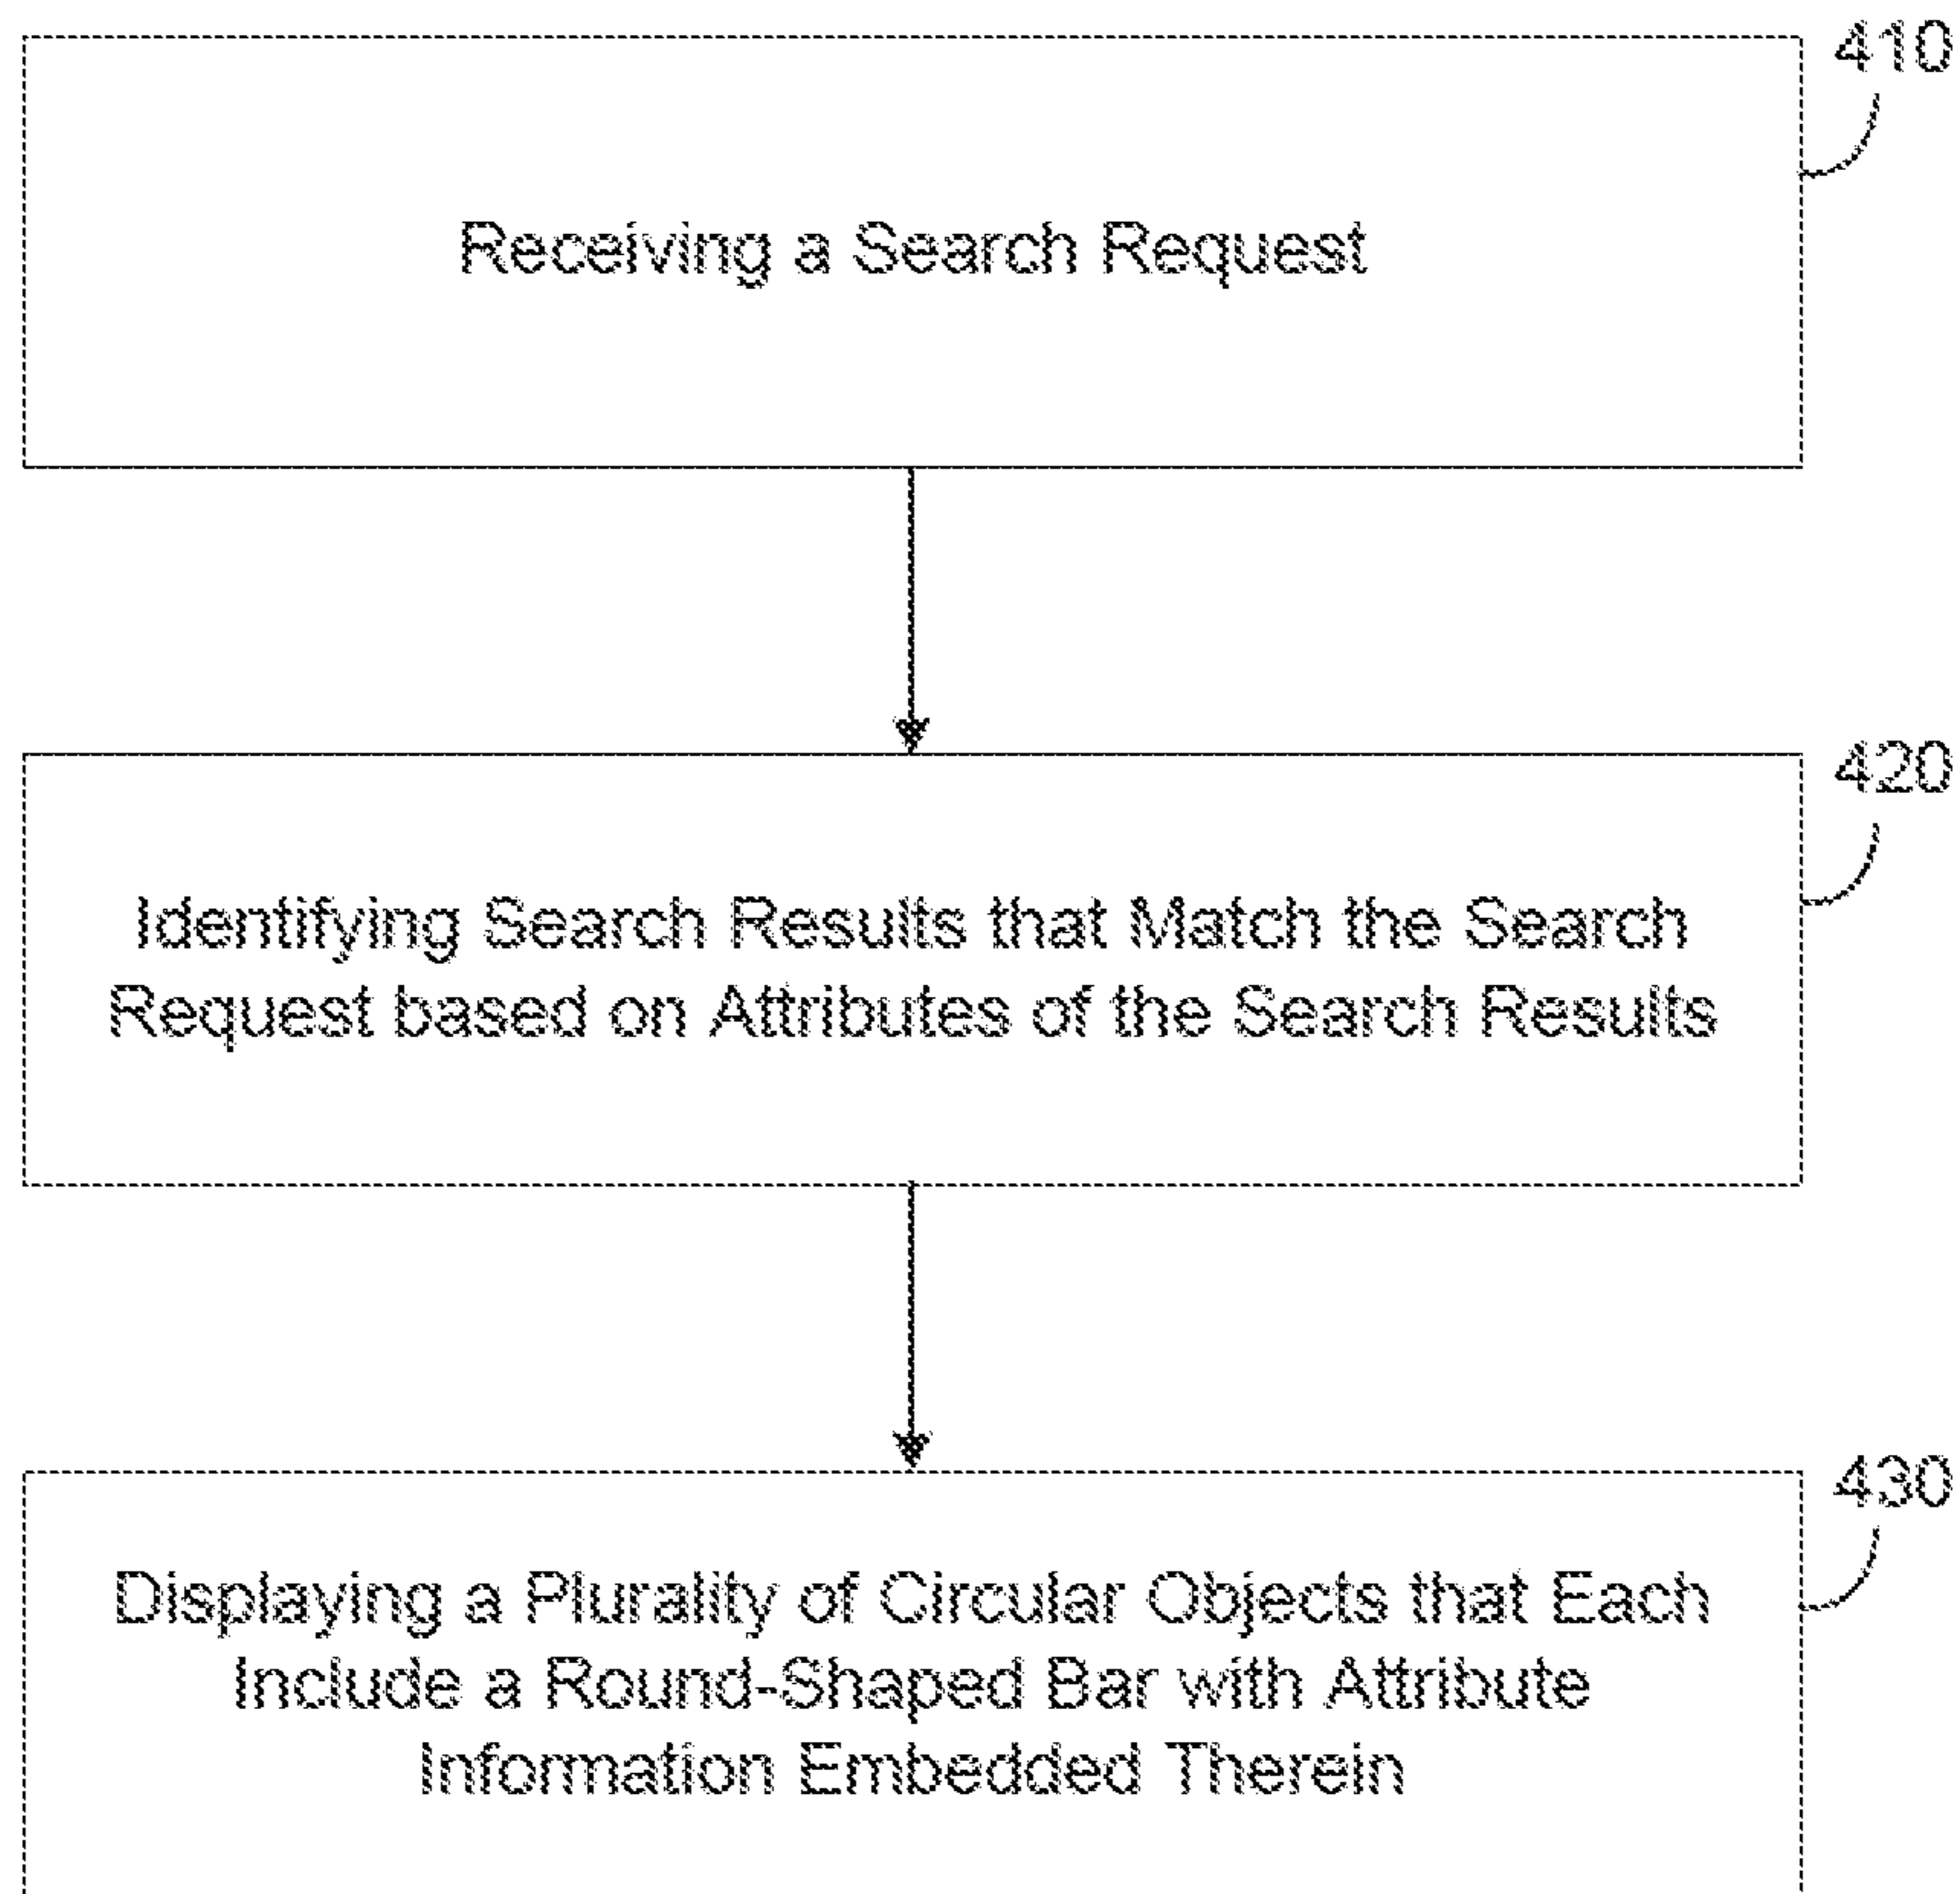 410
Receiving a Search Request
420
Identifying Search Results that Match the Search
Request based on Attributes of the Search Results
430
Displaying a Plurality of Circular Objects that Each
Include a Round-Shaped Bar with Attribute
Information Embedded Therein